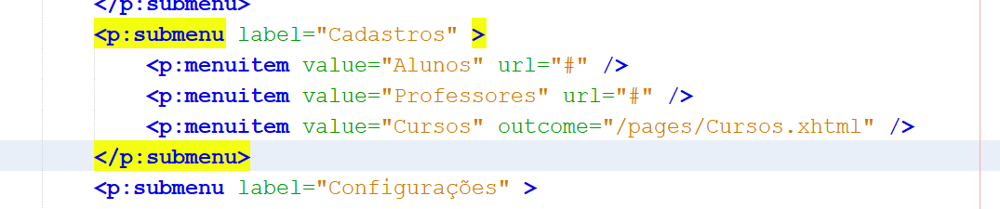 </p:submenu>
<p:submenu label="Cadastros" >
<p:menuitem value="Alunos" url="#" />
<p:menuitem value="Professores" url="#" />
<p:menuitem value="Cursos" outcome="/pages/Cursos.xhtml" />
</p:submenu>
<p:submenu label="Configurações" >